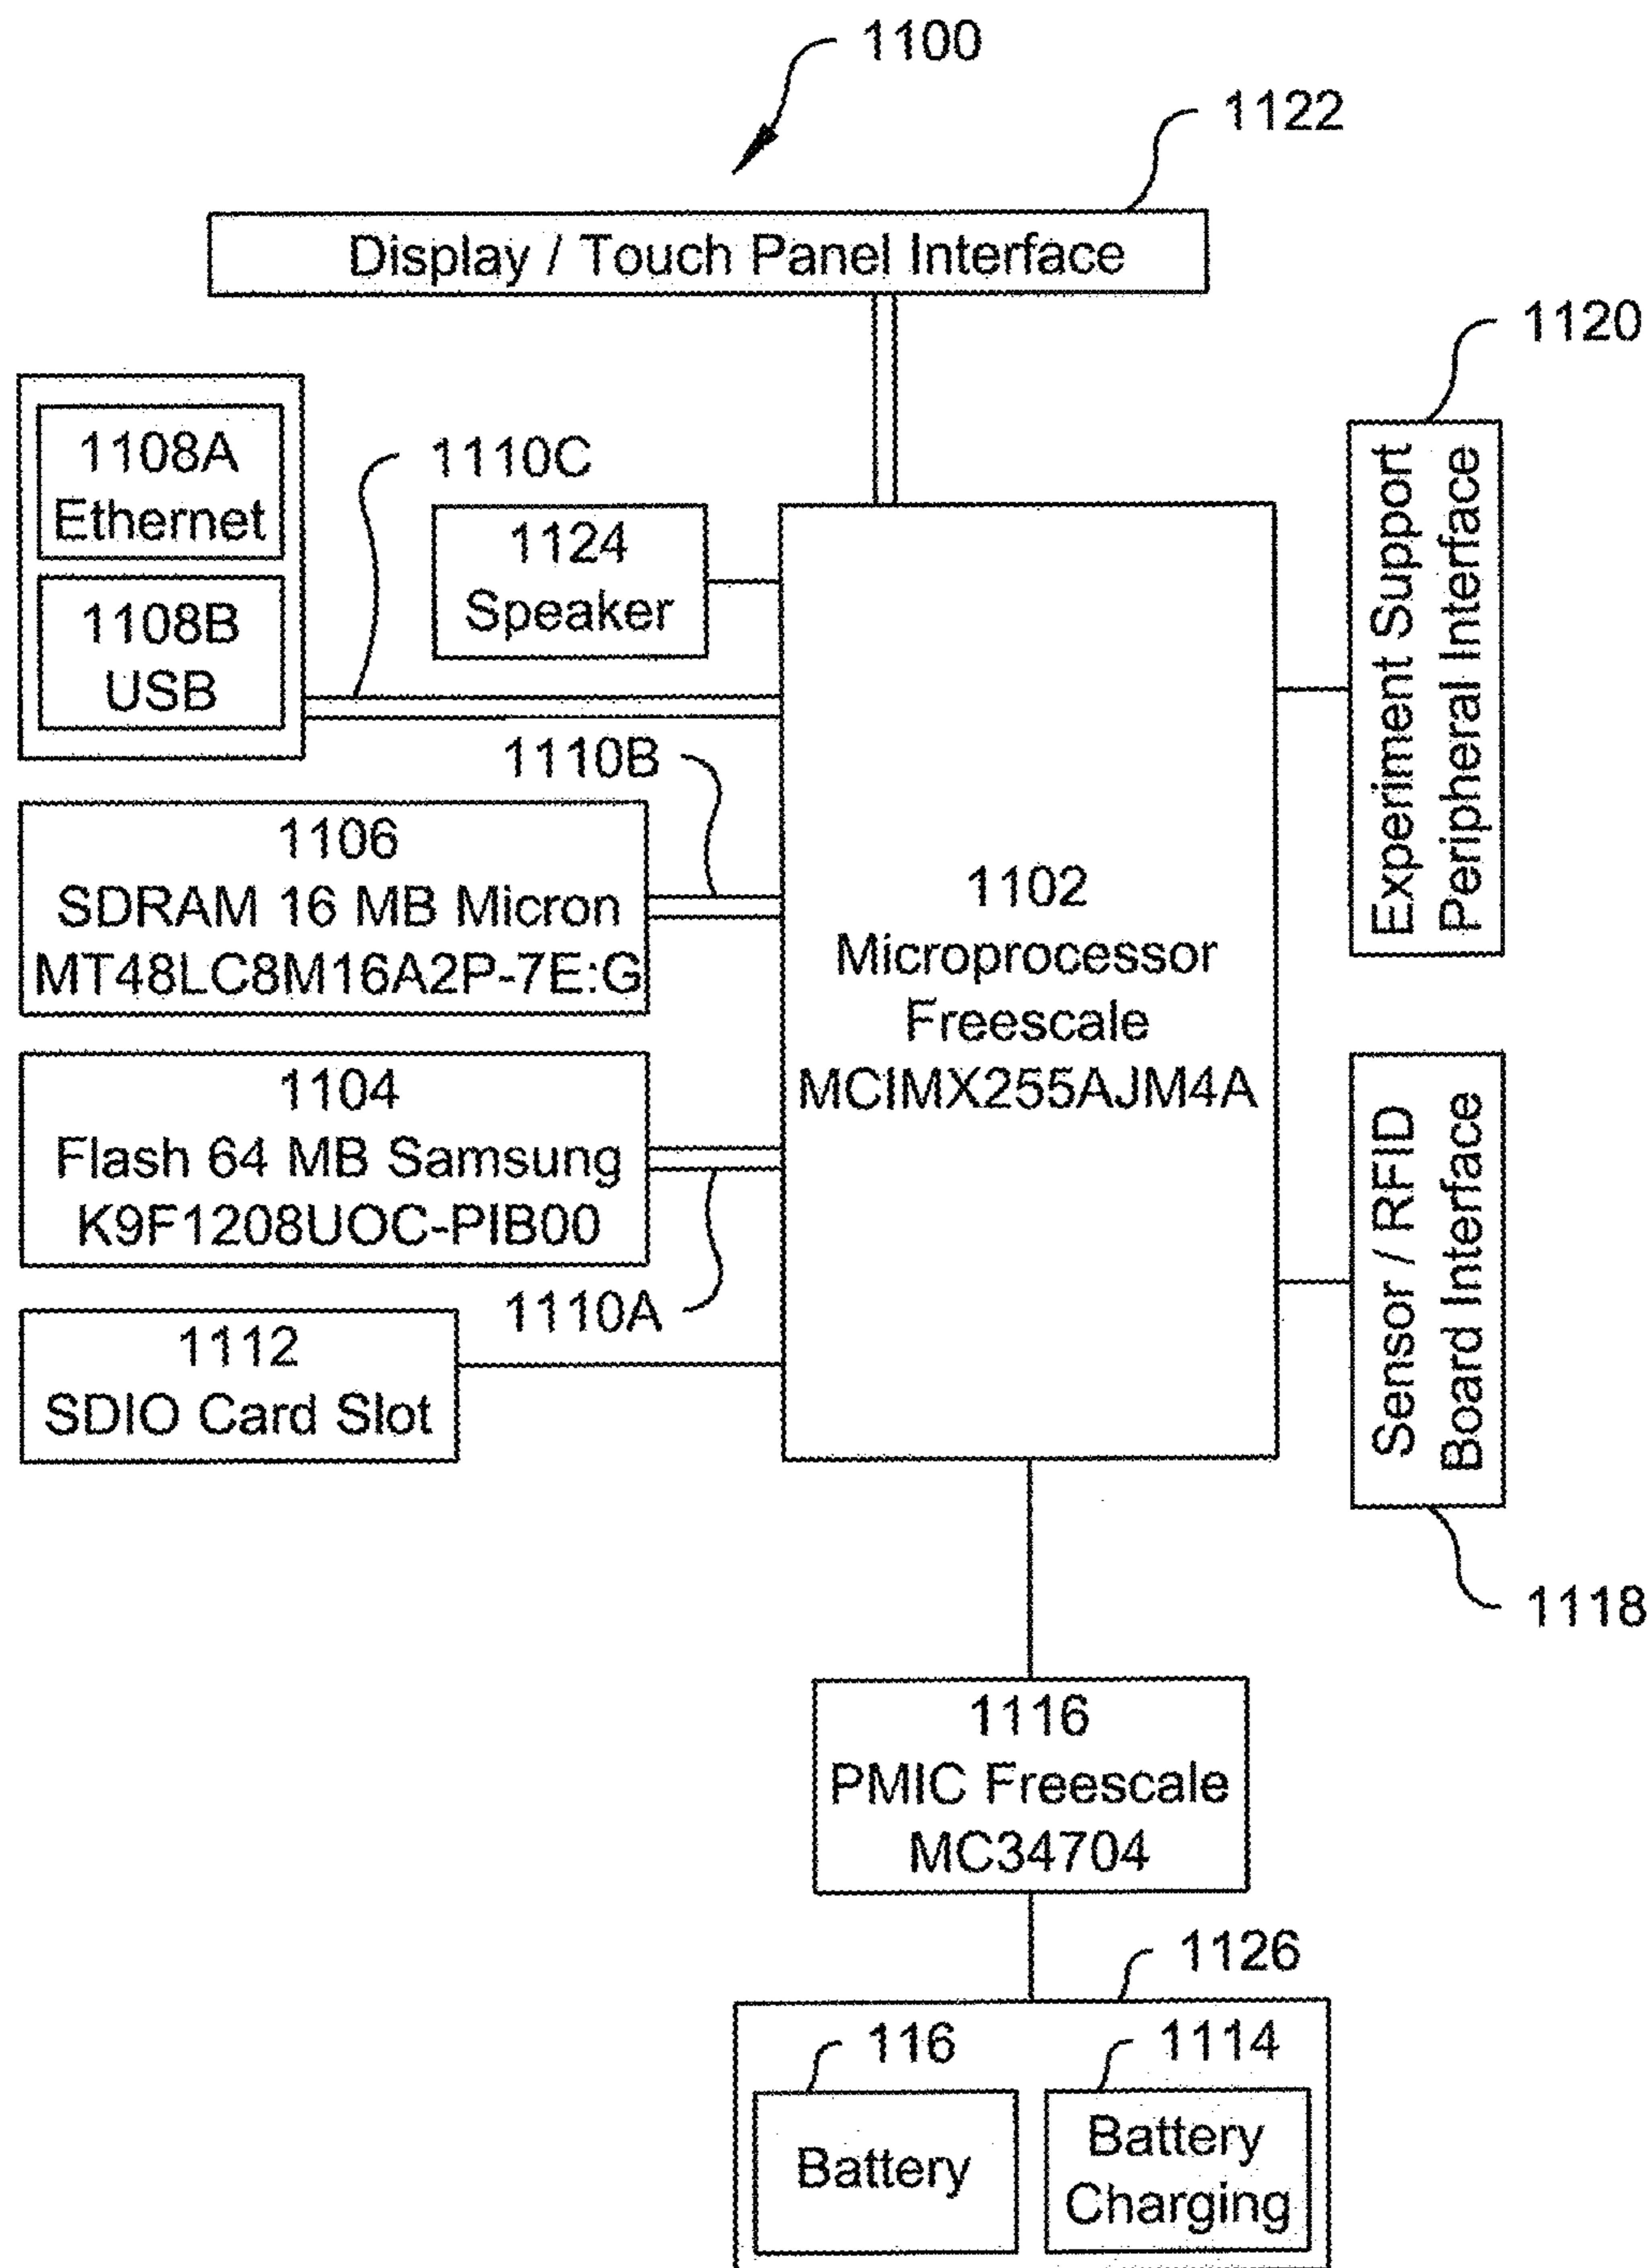 1100
1122
Display / Touch Panel Interface
1120
1108A
Ethernet
1108B
USB
1110C
1124
Speaker
Experiment Support
Peripheral Interface
1110B
1106
SDRAM 16 MB Micron
MT48LC8M16A2P-7E:G
1102
Microprocessor
Freescale
MCIMX255AJM4A
1104
Flash 64 MB Samsung
K9F1208UOC-PIB00
1110A
1112
SDIO Card Slot
Sensor / RFID
Board Interface
1118
1116
PMIC Freescale
MC34704
1126
116
1114
Battery
Battery
Charging